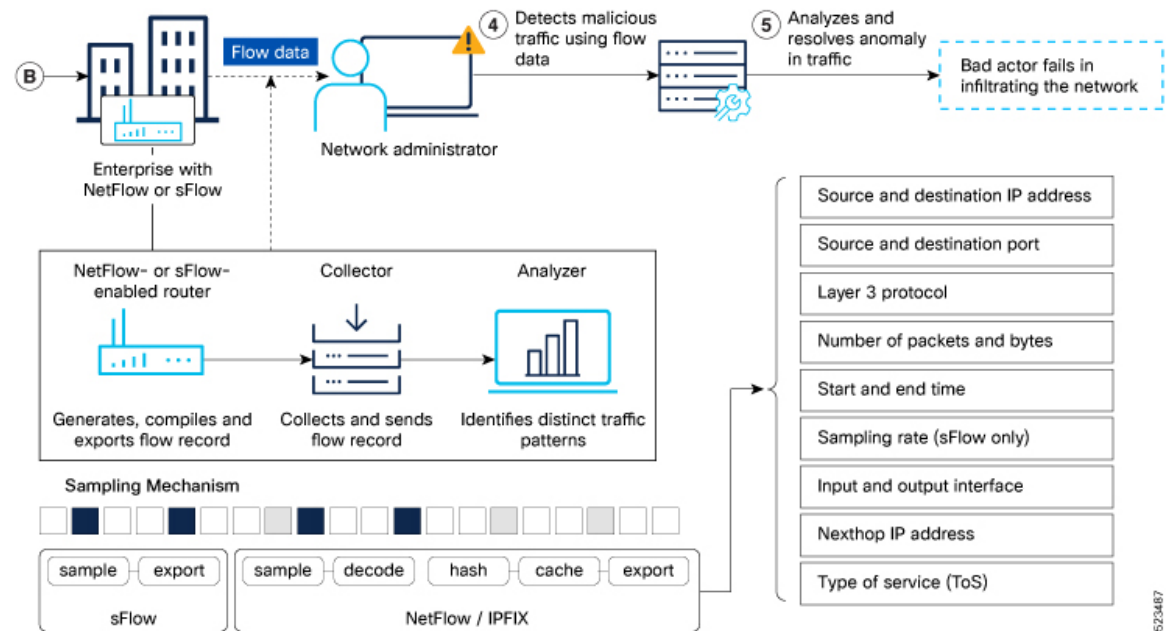 B
Flow data
4
Detects malicious
traffic using flow
data
5
Analyzes and
resolves anomaly
in traffic
Bad actor fails in
infiltrating the network
Network administrator
Enterprise with
NetFlow or sFlow
NetFlow- or sFlow-
enabled router
Collector
Analyzer
Generates, compiles and
exports flow record
Collects and sends
flow record
Identifies distinct traffic
patterns
Sampling Mechanism
sample
export
sFlow
sample
decode
hash
cache
export
NetFlow / IPFIX
Source and destination IP address
Source and destination port
Layer 3 protocol
Number of packets and bytes
Start and end time
Sampling rate (sFlow only)
Input and output interface
Nexthop IP address
Type of service (ToS)
523487